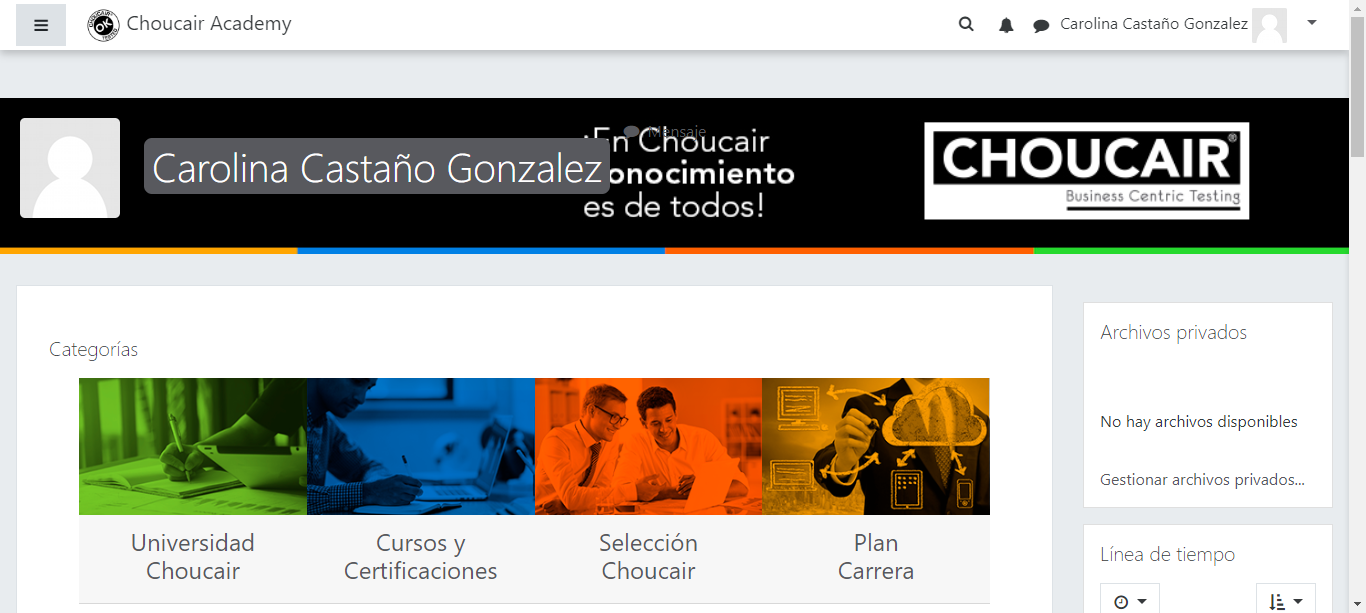 Choucair Academy
Carolina Castaño Gonzalez
Mensaje
¡En Choucair
Carolina Castaño Gonzalez
onocimiento
es de todos!
CHOUCAIR®
Business Centric Testing
Categorías
Universidad
Choucair
Cursos y
Certificaciones
Selección
Choucair
Plan
Carrera
Archivos privados
No hay archivos disponibles
Gestionar archivos privados...
Línea de tiempo